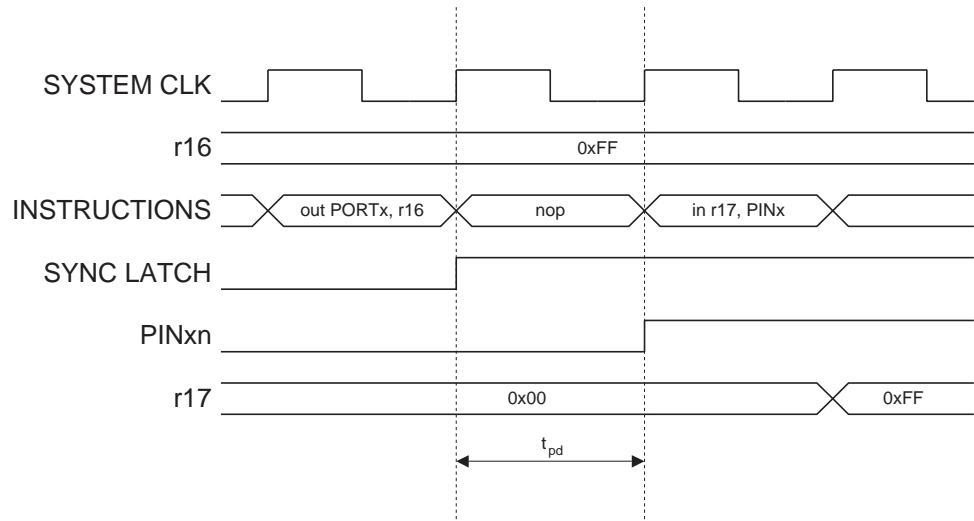 SYSTEM CLK
r16
0xFF
INSTRUCTIONS
out PORTx, r16
nop
in r17, PINx
SYNC LATCH
PINxn
r17
0x00
0xFF
tpd